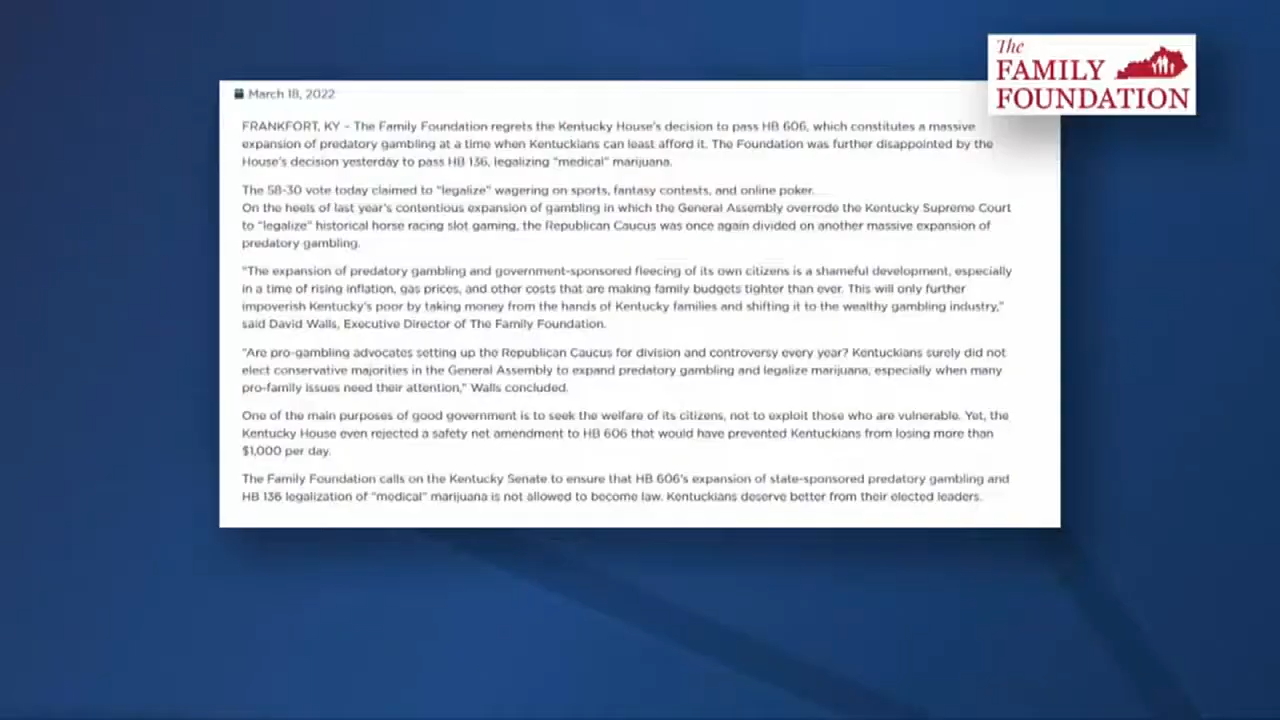 The
FAMILY
FOUNDATION
March 18, 2022
FRANKFORT, KY – The Family Foundation regrets the Kentucky House's decision to pass HB 606, which constitutes a massive
expansion of predatory gambling at a time when Kentuckians can least afford it. The Foundation was further disappointed by the
House's decision yesterday to pass HB 136, legalizing "medical" marijuana.
The 58-30 vote today claimed to "legalize" wagering on sports, fantasy contests, and online poker.
On the heels of last year's contentious expansion of gambling in which the General Assembly overrode the Kentucky Supreme Court
to "legalize" historical horse racing slot gaming, the Republican Caucus was once again divided on another massive expansion of
predatory gambling.
"The expansion of predatory gambling and government-sponsored fleecing of its own citizens is a shameful development, especially
in a time of rising inflation, gas prices, and other costs that are making family budgets tighter than ever. This will only further
impoverish Kentucky's poor by taking money from the hands of Kentucky families and shifting it to the wealthy gambling industry,"
said David Walls, Executive Director of The Family Foundation.
"Are pro-gambling advocates setting up the Republican Caucus for division and controversy every year? Kentuckians surely did not
elect conservative majorities in the General Assembly to expand predatory gambling and legalize marijuana, especially when many
pro-family issues need their attention," Walls concluded.
One of the main purposes of good government is to seek the welfare of its citizens, not to exploit those who are vulnerable. Yet, the
Kentucky House even rejected a safety net amendment to HB 606 that would have prevented Kentuckians from losing more than
$1,000 per day.
The Family Foundation calls on the Kentucky Senate to ensure that HB 606's expansion of state-sponsored predatory gambling and
HB 136 legalization of "medical" marijuana is not allowed to become law. Kentuckians deserve better from their elected leaders.